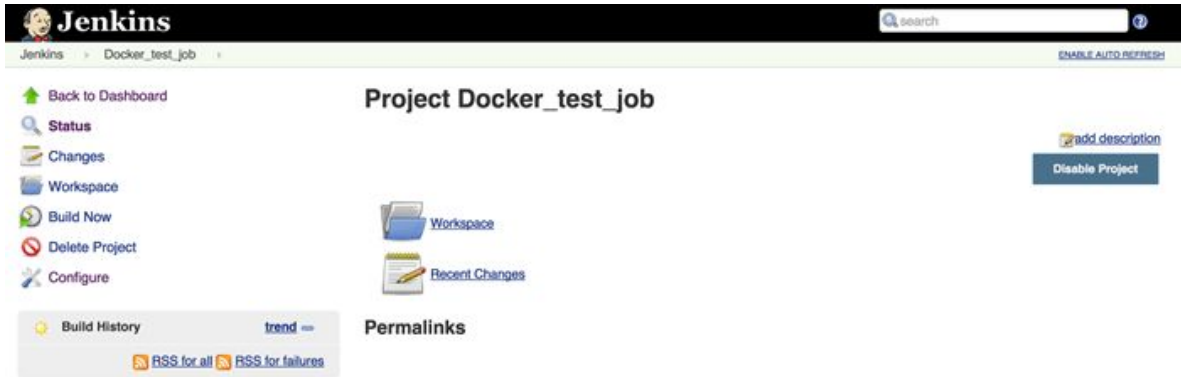 Jenkins
search
Jenkins Docker_test_job
ENABLE AUTO REFRESH
Back to Dashboard
Status
Changes
Workspace
Build Now
Delete Project
Configure
Build History trend
RSS for all RSS for failures
Project Docker_test_job
add description
Disable Project
Workspace
Recent Changes
Permalinks